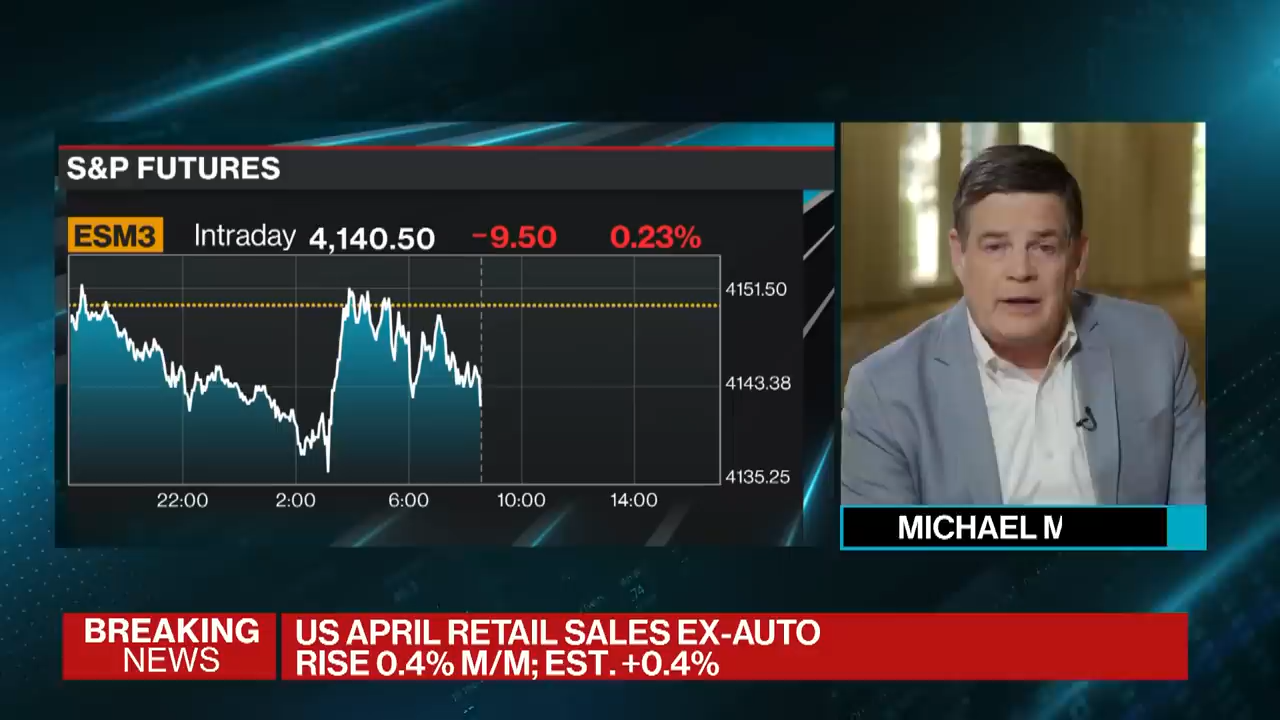 S&P FUTURES
ESM3 Intraday 4,140.50 −9.50 0.23%
4151.50
4143.38
4135.25
22:00 2:00 6:00 10:00 14:00
MICHAEL M
BREAKING
NEWS
US APRIL RETAIL SALES EX-AUTO
RISE 0.4% M/M; EST. +0.4%